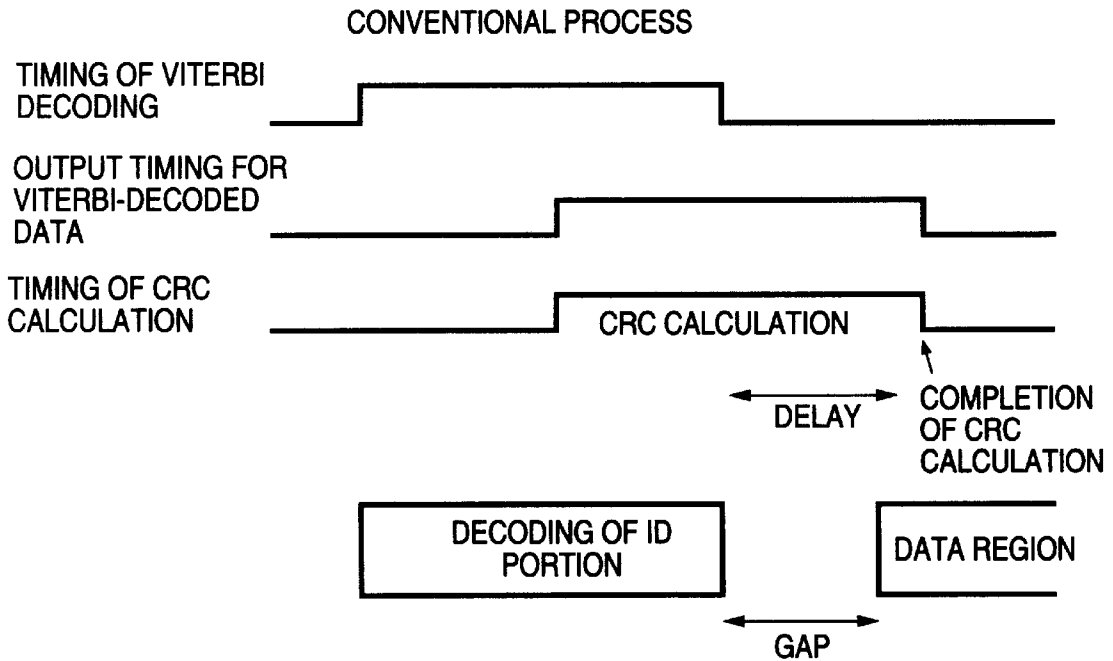 CONVENTIONAL PROCESS
TIMING OF VITERBI
DECODING
OUTPUT TIMING FOR
VITERBI-DECODED
DATA
TIMING OF CRC
CALCULATION
CRC CALCULATION
DELAY
COMPLETION
OF CRC
CALCULATION
DECODING OF ID
PORTION
DATA REGION
GAP